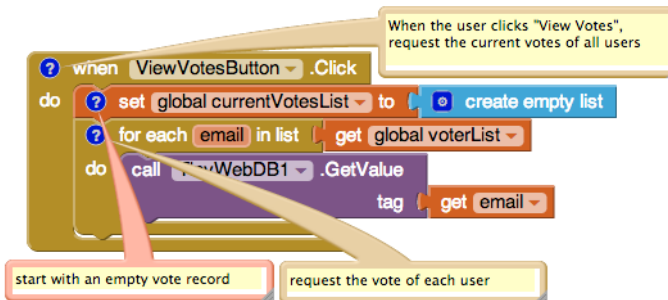 When the user clicks "View Votes",
request the current votes of all users
when ViewVotesButton .Click
do set global currentVotesList to create empty list
for each email in list get global voterList
do call TinyWebDB1 .GetValue
tag get email
start with an empty vote record
request the vote of each user